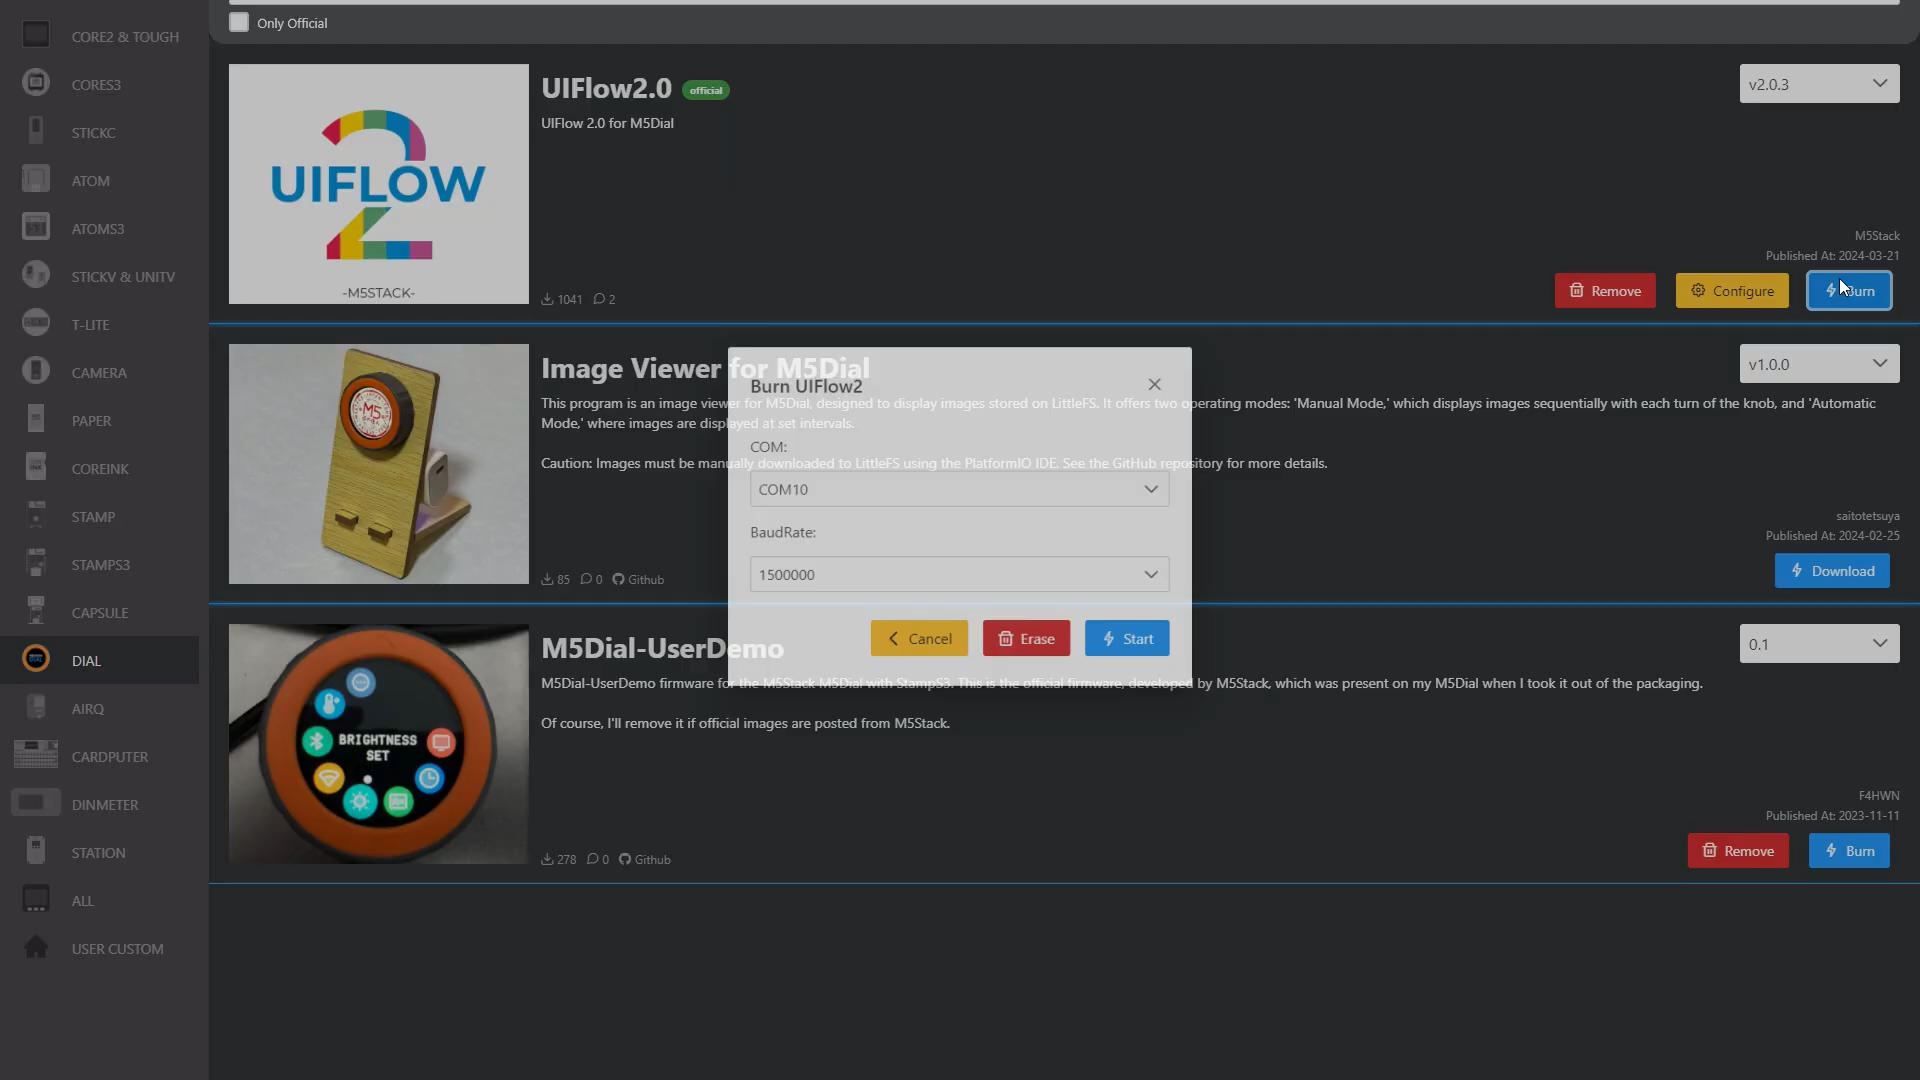 Only Official
CORE2 & TOUGH
CORES3
STICKC
ATOM
ATOMS3
STICKV & UNITV
T-LITE
CAMERA
PAPER
COREINK
STAMP
STAMPS3
CAPSULE
DIAL
AIRQ
CARDPUTER
DINMETER
STATION
ALL
USER CUSTOM
UIFLOW
-M5STACK-
UIFlow2.0
official
UIFlow 2.0 for M5Dial
1041
2
v2.0.3
M5Stack
Published At: 2024-03-21
Remove
Configure
Burn
M5
Image Viewer for M5Dial
This program is an image viewer for M5Dial, designed to display images stored on LittleFS. It offers two operating modes: 'Manual Mode,' which displays images sequentially with each turn of the knob, and 'Automatic
Mode,' where images are displayed at set intervals.
Caution: Images must be manually downloaded to LittleFS using the PlatformIO IDE. See the GitHub repository for more details.
85
0
Github
v1.0.0
saitotetsuya
Published At: 2024-02-25
Download
Burn UIFlow2
COM:
COM10
BaudRate:
1500000
Cancel
Erase
Start
BRIGHTNESS
SET
M5Dial-UserDemo
M5Dial-UserDemo firmware for the M5Stack M5Dial with StampS3. This is the official firmware, developed by M5Stack, which was present on my M5Dial when I took it out of the packaging.
Of course, I'll remove it if official images are posted from M5Stack.
278
0
Github
0.1
F4HWN
Published At: 2023-11-11
Remove
Burn